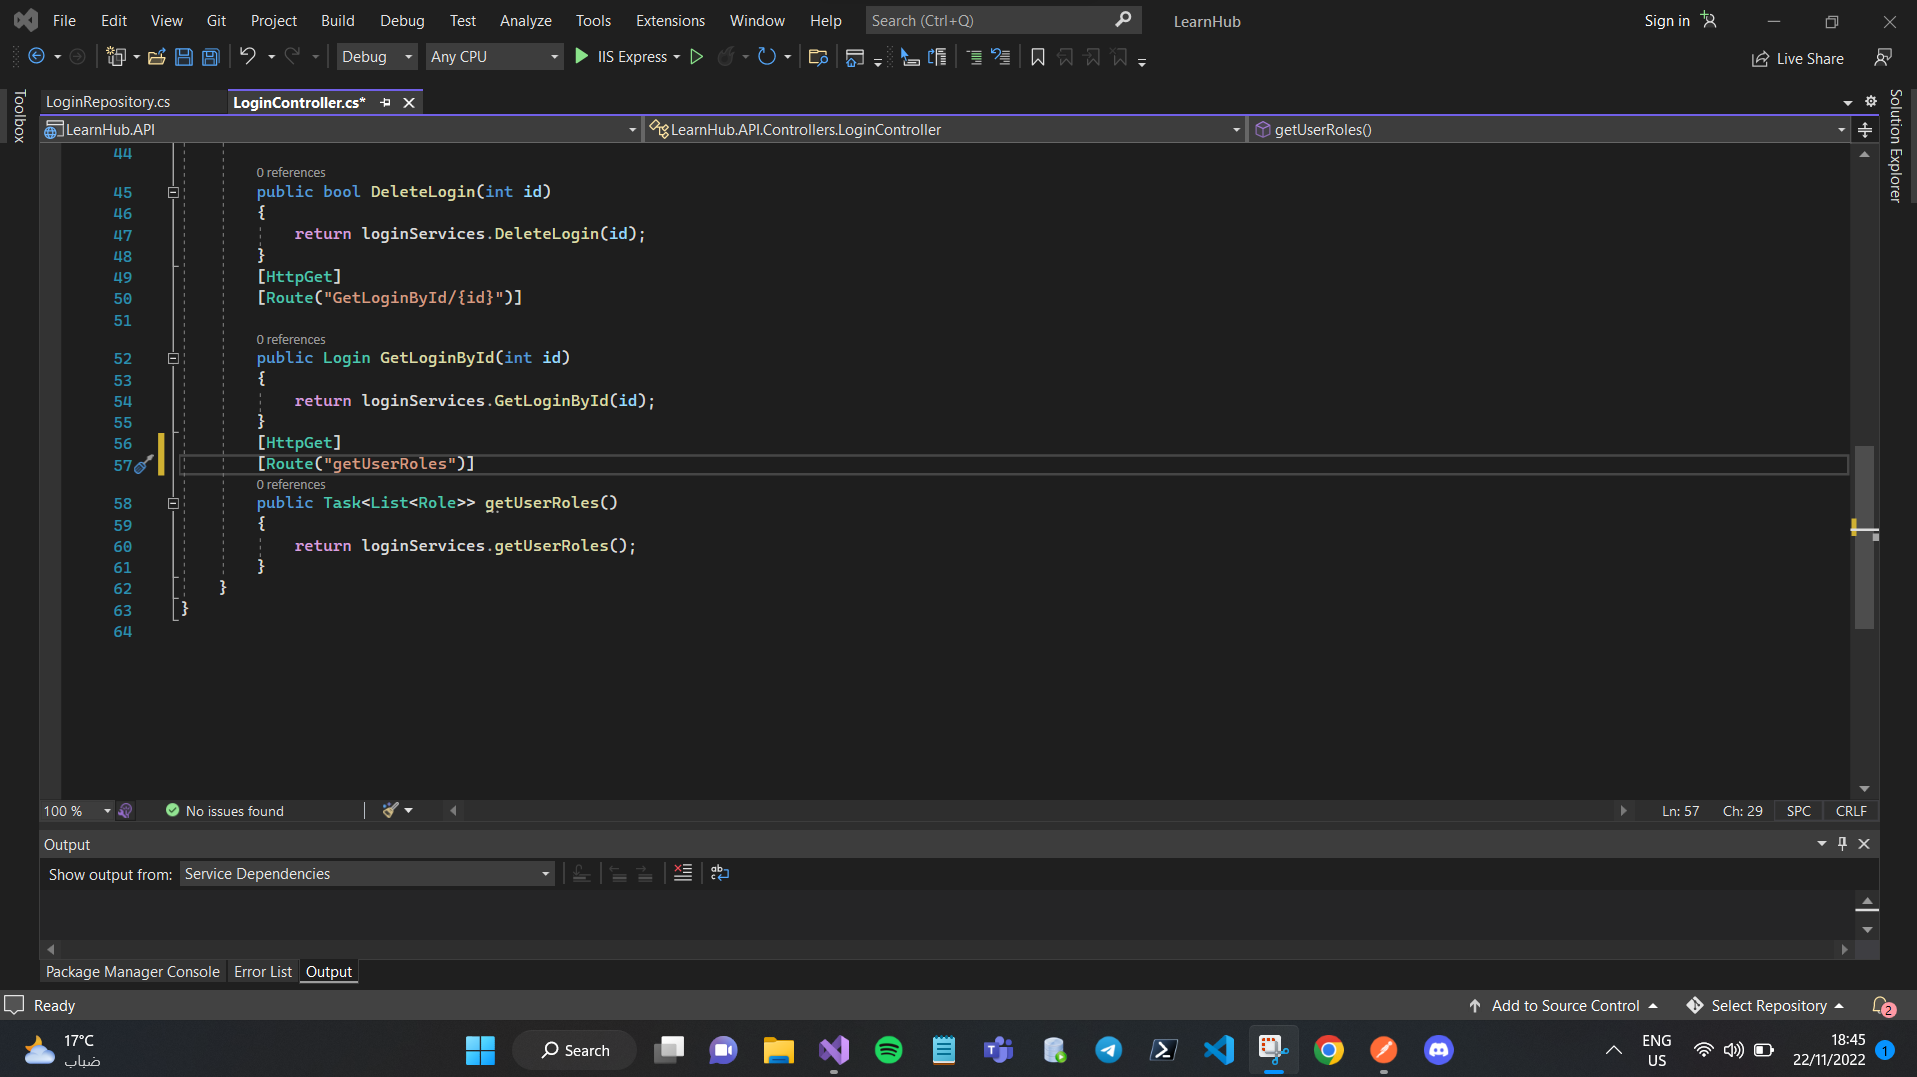 File Edit View Git Project Build Debug Test Analyze Tools Extensions Window Help Search (Ctrl+Q) LearnHub Sign in
Debug Any CPU IIS Express Live Share
Toolbox
LoginRepository.cs LoginController.cs*
Solution Explorer
LearnHub.API LearnHub.API.Controllers.LoginController getUserRoles()
44
0 references
45 public bool DeleteLogin(int id)
46 {
47 return loginServices.DeleteLogin(id);
48 }
49 [HttpGet]
50 [Route("GetLoginById/{id}")]
51
0 references
52 public Login GetLoginById(int id)
53 {
54 return loginServices.GetLoginById(id);
55 }
56 [HttpGet]
57 [Route("getUserRoles")]
0 references
58 public Task<List<Role>> getUserRoles()
59 {
60 return loginServices.getUserRoles();
61 }
62 }
63 }
64
100 % No issues found Ln: 57 Ch: 29 SPC CRLF
Output
Show output from: Service Dependencies
Package Manager Console Error List Output
Ready Add to Source Control Select Repository 2
17°C
ضباب
Search
ENG
US
18:45
22/11/2022
1